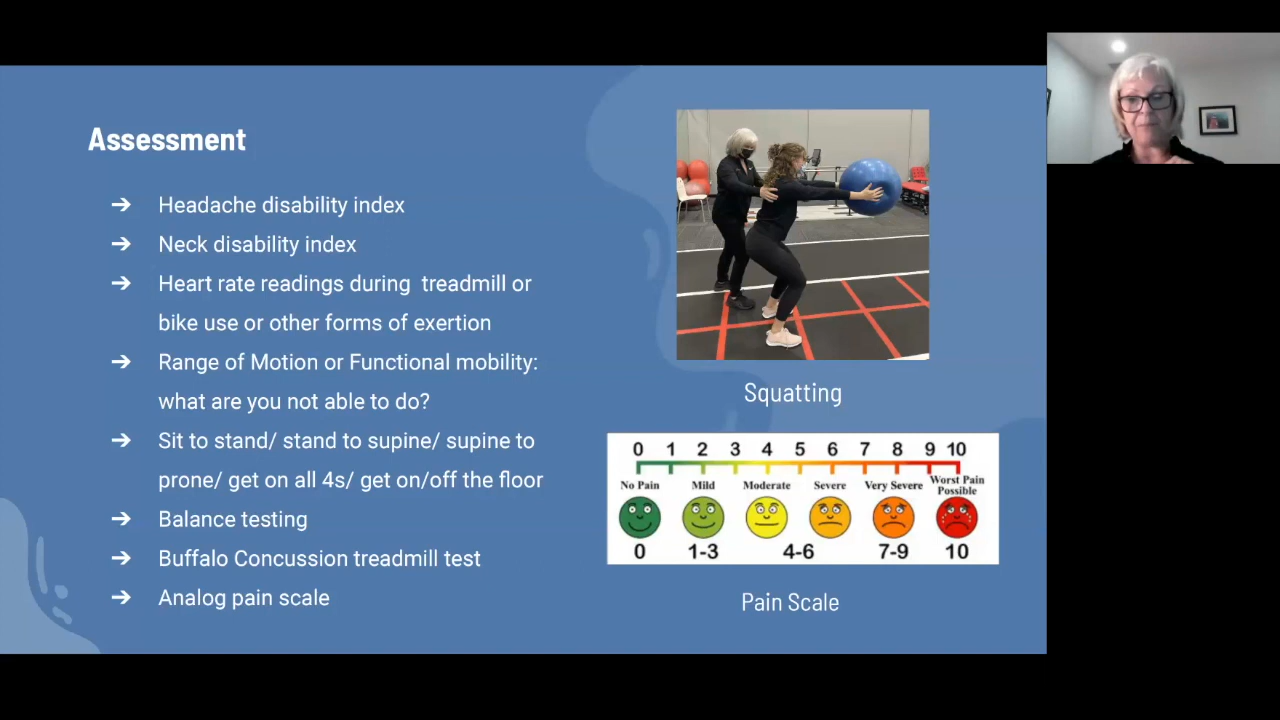 Assessment
➔ Headache disability index
➔ Neck disability index
➔ Heart rate readings during treadmill or
bike use or other forms of exertion
➔ Range of Motion or Functional mobility:
what are you not able to do?
➔ Sit to stand/ stand to supine/ supine to
prone/ get on all 4s/ get on/off the floor
➔ Balance testing
➔ Buffalo Concussion treadmill test
➔ Analog pain scale
Squatting
0 1 2 3 4 5 6 7 8 9 10
No Pain Mild Moderate Severe Very Severe Worst Pain
Possible
0 1-3 4-6 7-9 10
Pain Scale